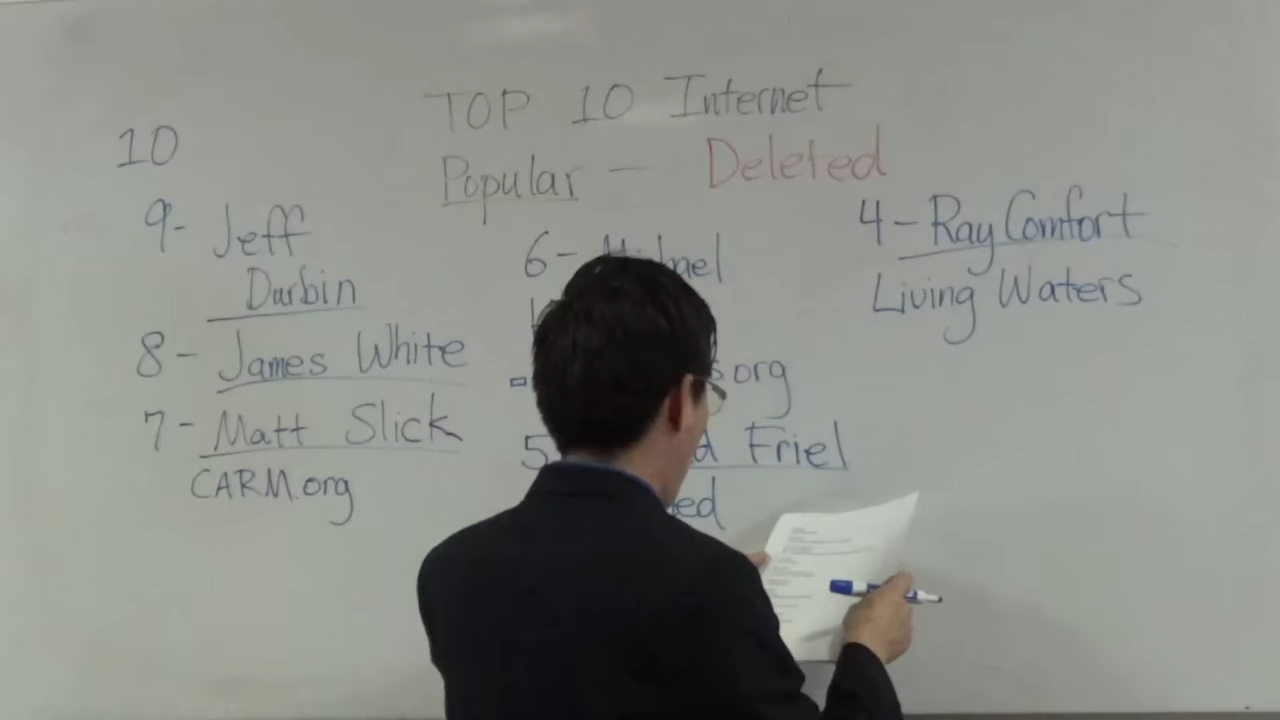 TOP 10 Internet
Popular - Deleted
10
9- Jeff
Durbin
8- James White
7- Matt Slick
CARM.org
6-
org
5
Friel
4- Ray Comfort
Living Waters